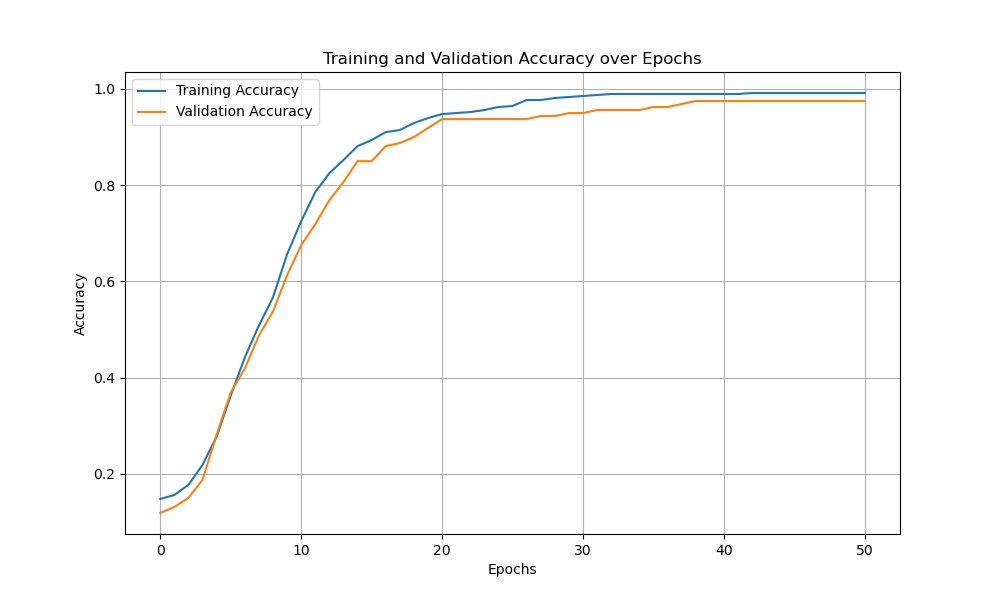 Training and Validation Accuracy over Epochs
Training Accuracy
Validation Accuracy
Accuracy
1.0
0.8
0.6
0.4
0.2
0 10 20 30 40 50
Epochs